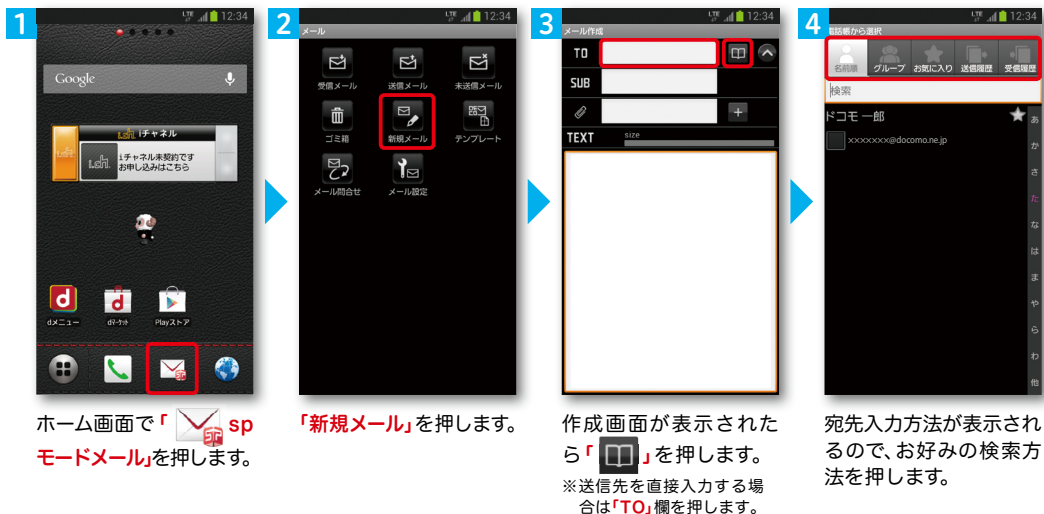 1
LTE 12:34
Google
iチャネル
iチャネル未契約です
お申し込みはこちら
dメニュー
dマーケット
Playストア
ホーム画面で「 sp
モードメール」を押します。
2
LTE 12:34
メール
受信メール
送信メール
未送信メール
ゴミ箱
新規メール
テンプレート
メール問合せ
メール設定
「新規メール」を押します。
3
LTE 12:34
メール作成
TO
SUB
TEXT
size
作成画面が表示された
ら「 」を押します。
※送信先を直接入力する場
合は「TO」欄を押します。
4
LTE 12:34
電話帳から選択
名前順
グループ
お気に入り
送信履歴
受信履歴
検索
ドコモ 一郎
xxxxxxx@docomo.ne.jp
あ
か
さ
た
な
は
ま
や
ら
わ
他
宛先入力方法が表示され
るので、お好みの検索方
法を押します。